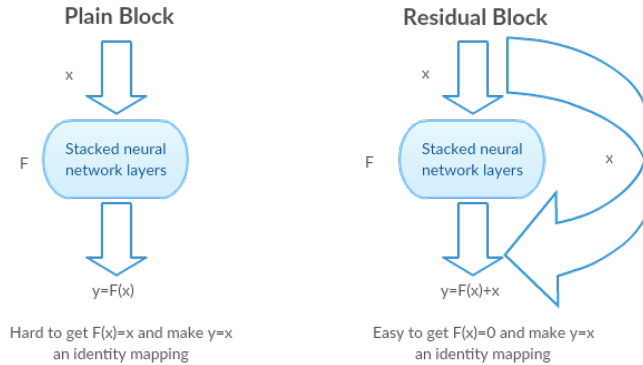 Plain Block
x
F
Stacked neural
network layers
y=F(x)
Hard to get F(x)=x and make y=x
an identity mapping
Residual Block
x
F
Stacked neural
network layers
x
y=F(x)+x
Easy to get F(x)=0 and make y=x
an identity mapping